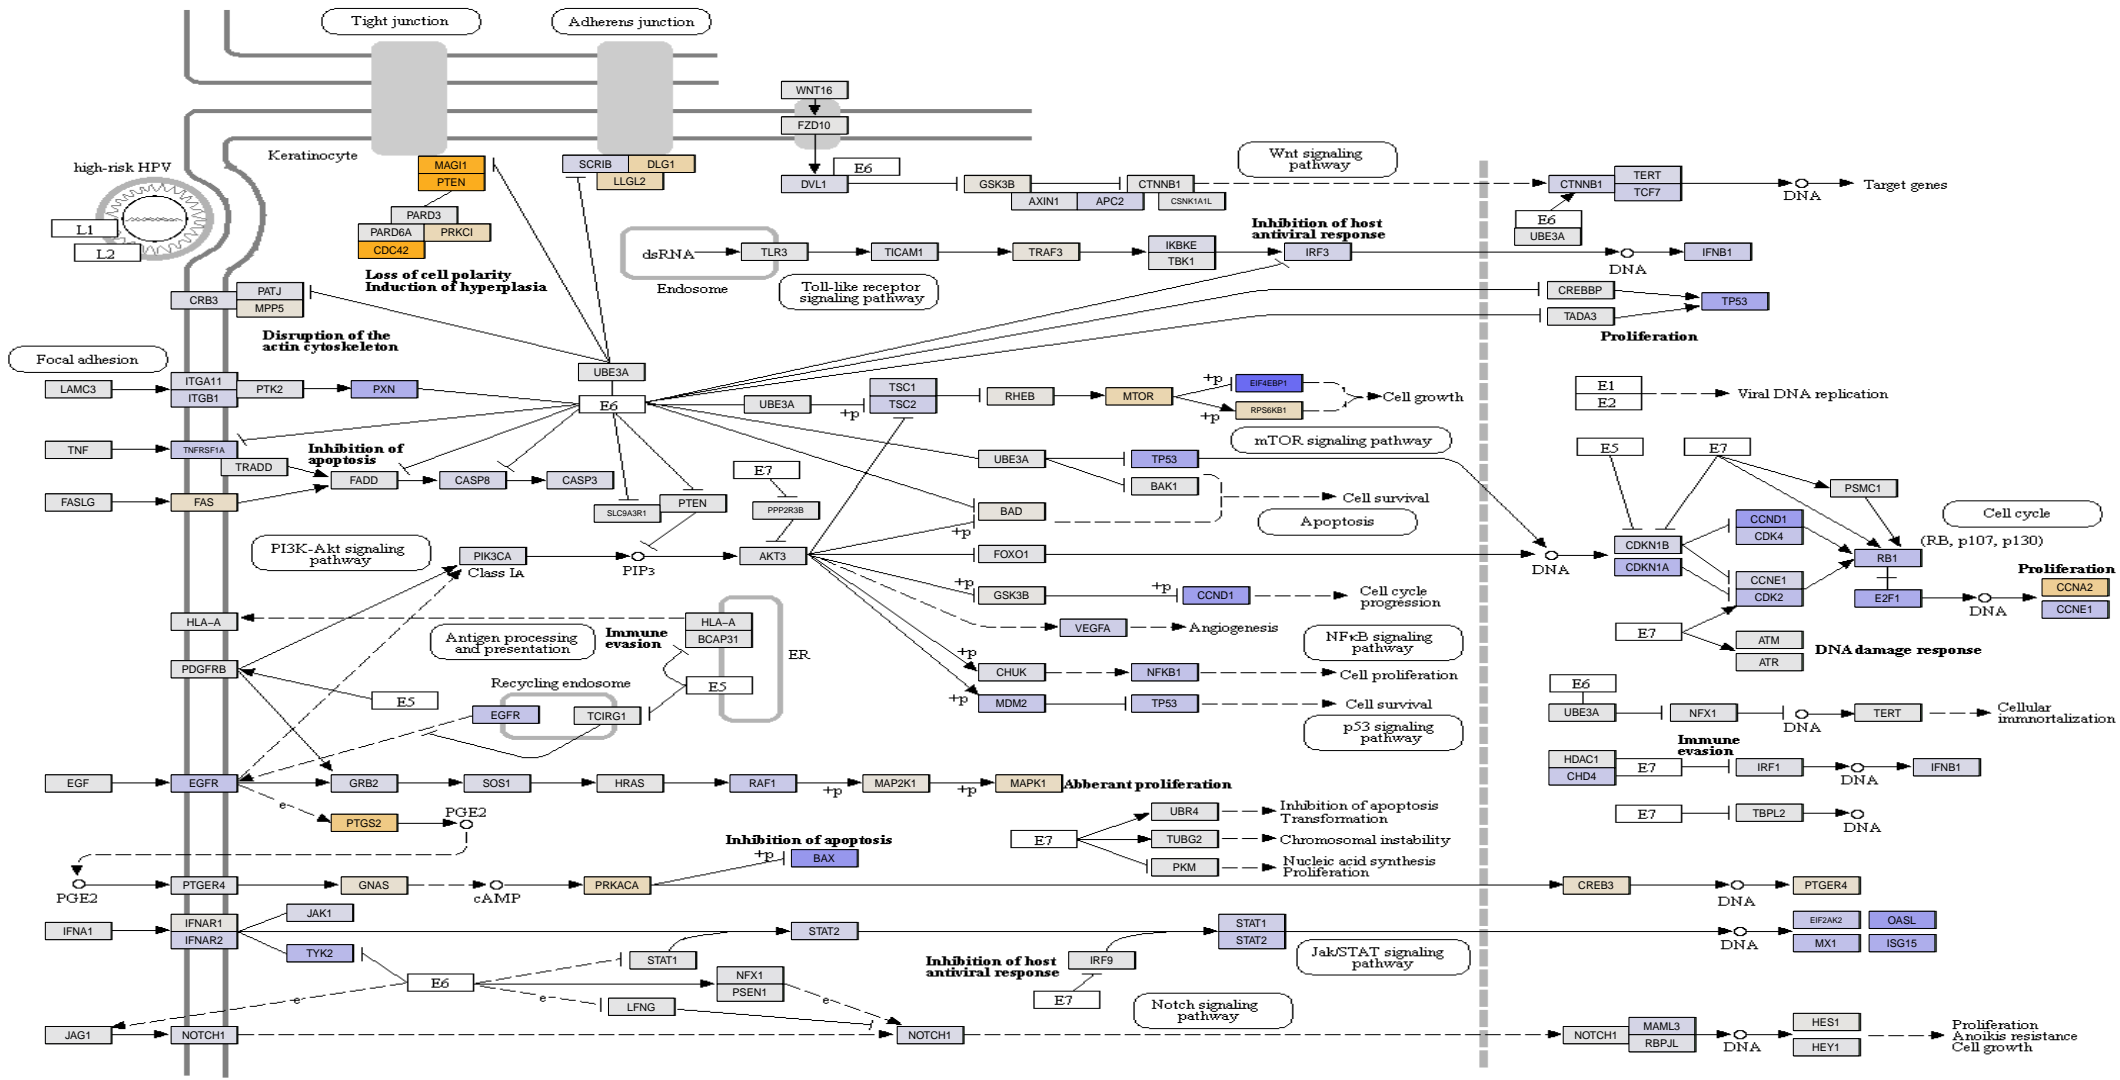 Tight junction
Adherens junction
WNT16
FZD10
Keratinocyte
high-risk HPV
L1
L2
MAGI1
PTEN
PARD3
PARD6A
PRKCI
CDC42
SCRIB
DLG1
LLGL2
E6
DVL1
GSK3B
CTNNB1
AXIN1
APC2
CSNK1A1L
Wnt signaling
pathway
CTNNB1
TERT
TCF7
DNA
Target genes
E6
UBE3A
Loss of cell polarity
Induction of hyperplasia
dsRNA
Endosome
TLR3
TICAM1
TRAF3
IKBKE
TBK1
Inhibition of host
antiviral response
IRF3
DNA
IFNB1
Toll-like receptor
signaling pathway
CRB3
PATJ
MPP5
Disruption of the
actin cytoskeleton
CREBBP
TADA3
TP53
Proliferation
Focal adhesion
LAMC3
ITGA11
ITGB1
PTK2
PXN
UBE3A
E6
UBE3A
+p
TSC1
TSC2
RHEB
MTOR
+p
+p
EIF4EBP1
RPS6KB1
Cell growth
mTOR signaling pathway
E1
E2
Viral DNA replication
TNF
TNFRSF1A
TRADD
Inhibition of
apoptosis
FADD
CASP8
CASP3
FASLG
FAS
SLC9A3R1
PTEN
E7
PPP2R3B
UBE3A
TP53
BAK1
BAD
+p
Cell survival
Apoptosis
E5
E7
PSMC1
CDKN1B
CDKN1A
CCND1
CDK4
CCNE1
CDK2
RB1
E2F1
Cell cycle
(RB, p107, p130)
Proliferation
CCNA2
CCNE1
DNA
PI3K-Akt signaling
pathway
PIK3CA
Class IA
PIP3
AKT3
FOXO1
DNA
+p
GSK3B
+p
CCND1
Cell cycle
progression
VEGFA
Angiogenesis
E7
ATM
ATR
DNA damage response
HLA-A
Antigen processing
and presentation
Immune
evasion
HLA-A
BCAP31
ER
NFκB signaling
pathway
+p
CHUK
NFKB1
Cell proliferation
PDGFRB
E5
Recycling endosome
EGFR
TCIRG1
E5
+p
MDM2
TP53
Cell survival
p53 signaling
pathway
E6
UBE3A
NFX1
DNA
TERT
Cellular
immnortalization
EGF
EGFR
GRB2
SOS1
HRAS
RAF1
+p
MAP2K1
+p
MAPK1
Abberant proliferation
HDAC1
CHD4
E7
Immune
evasion
IRF1
DNA
IFNB1
e
PTGS2
PGE2
E7
UBR4
TUBG2
PKM
Inhibition of apoptosis
Transformation
Chromosomal instability
Nucleic acid synthesis
Proliferation
E7
TBPL2
DNA
Inhibition of apoptosis
+p
BAX
PGE2
PTGER4
GNAS
cAMP
PRKACA
CREB3
DNA
PTGER4
IFNA1
IFNAR1
IFNAR2
JAK1
TYK2
STAT2
STAT1
STAT2
DNA
EIF2AK2
OASL
MX1
ISG15
Jak/STAT signaling
pathway
STAT1
Inhibition of host
antiviral response
IRF9
E7
E6
NFX1
PSEN1
e
e
e
LFNG
Notch signaling
pathway
JAG1
NOTCH1
NOTCH1
NOTCH1
MAML3
RBPJL
DNA
HES1
HEY1
Proliferation
Anoikis resistance
Cell growth